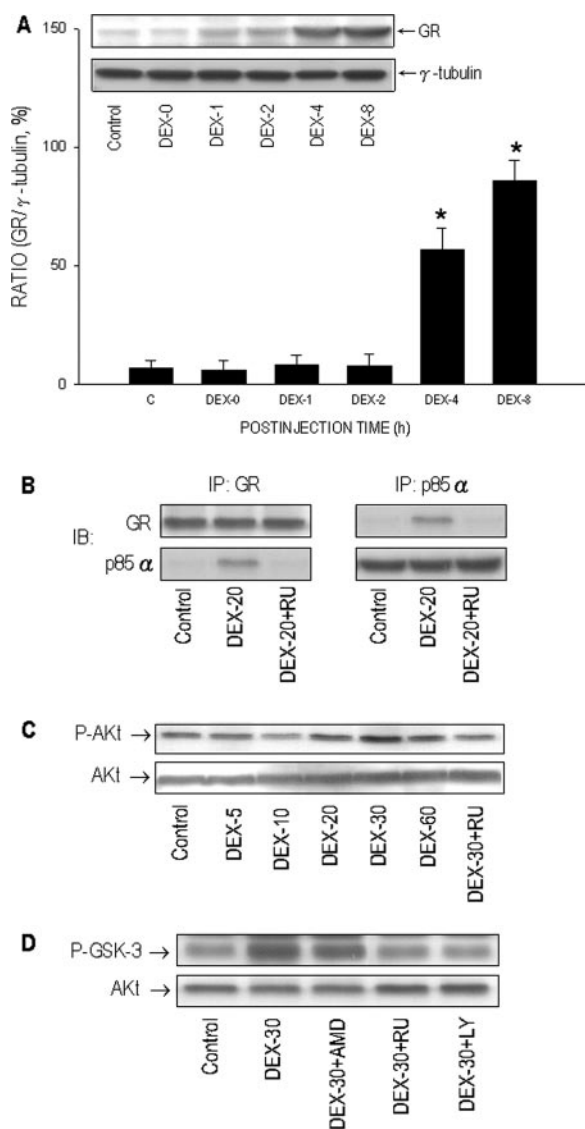 A
150
100
50
0
RATIO (GR/γ-tubulin, %)
← GR
← γ-tubulin
Control DEX-0 DEX-1 DEX-2 DEX-4 DEX-8
*
*
C DEX-0 DEX-1 DEX-2 DEX-4 DEX-8
POSTINJECTION TIME (h)
B
IP: GR IP: p85 α
IB:
GR
p85 α
Control DEX-20 DEX-20+RU Control DEX-20 DEX-20+RU
C
P-AKt →
AKt →
Control DEX-5 DEX-10 DEX-20 DEX-30 DEX-60 DEX-30+RU
D
P-GSK-3 →
AKt →
Control DEX-30 DEX-30+AMD DEX-30+RU DEX-30+LY